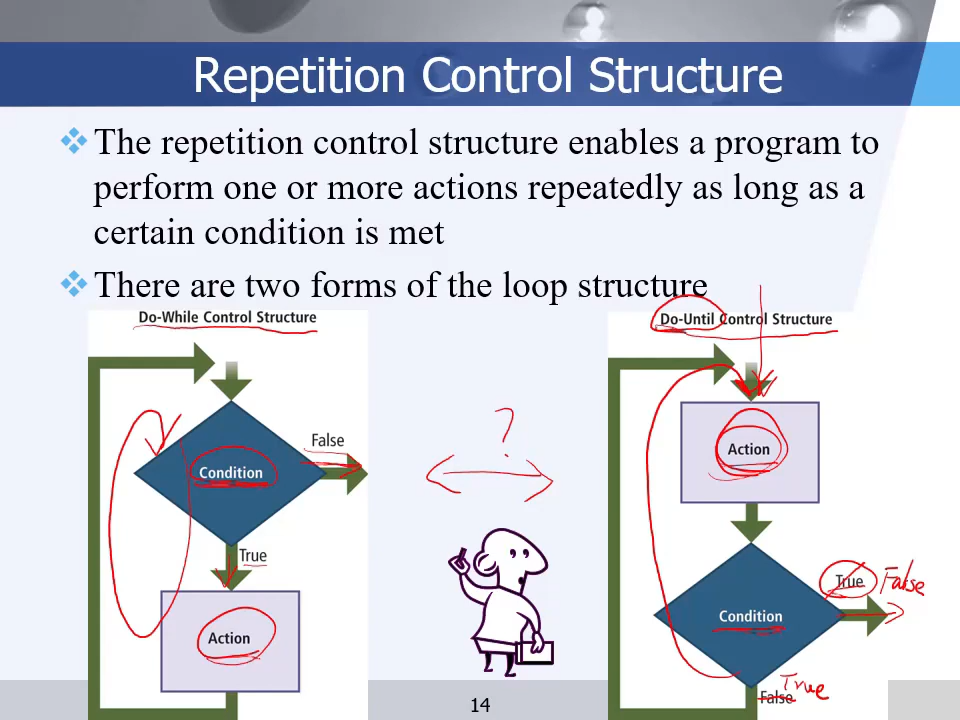 Repetition Control Structure
The repetition control structure enables a program to
perform one or more actions repeatedly as long as a
certain condition is met
There are two forms of the loop structure
Do-While Control Structure
False
Condition
True
Action
?
Do-Until Control Structure
Action
True False
Condition
True
False
14